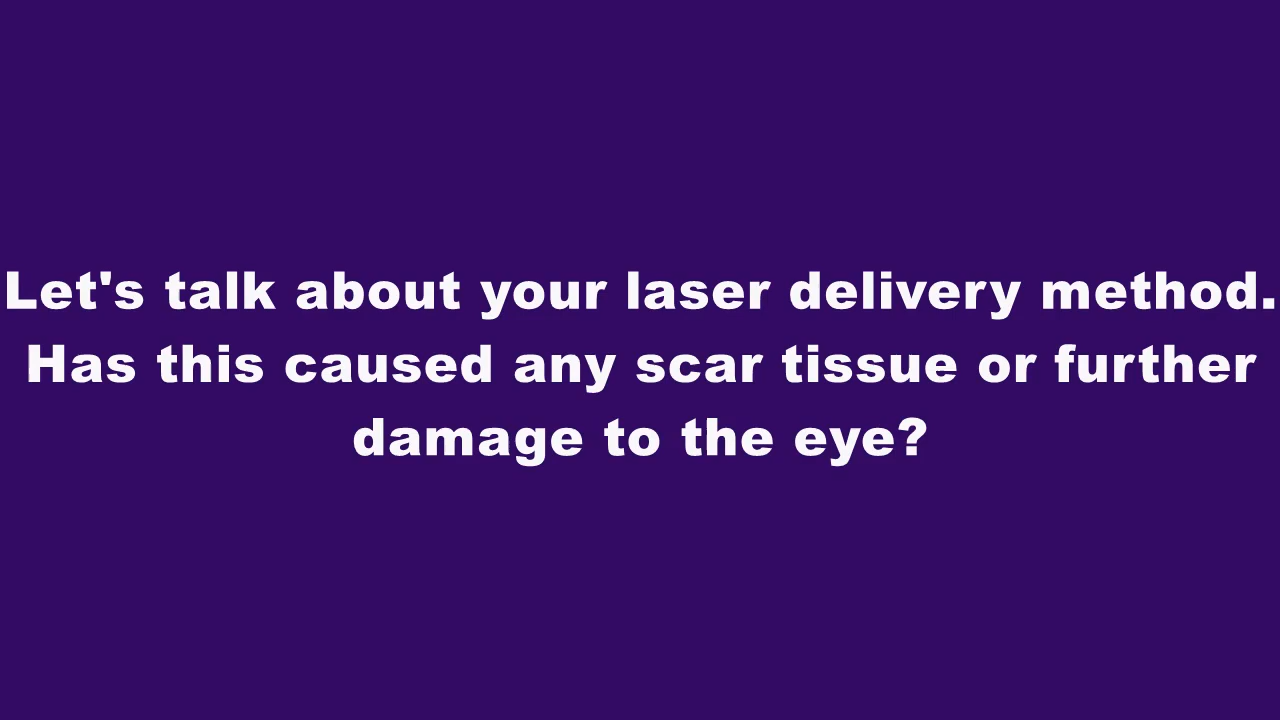 Let's talk about your laser delivery method.
Has this caused any scar tissue or further
damage to the eye?